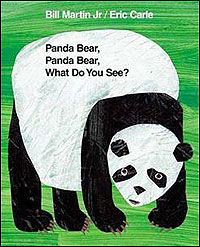 Bill Martin Jr / Eric Carle
Panda Bear,
Panda Bear,
What Do You See?